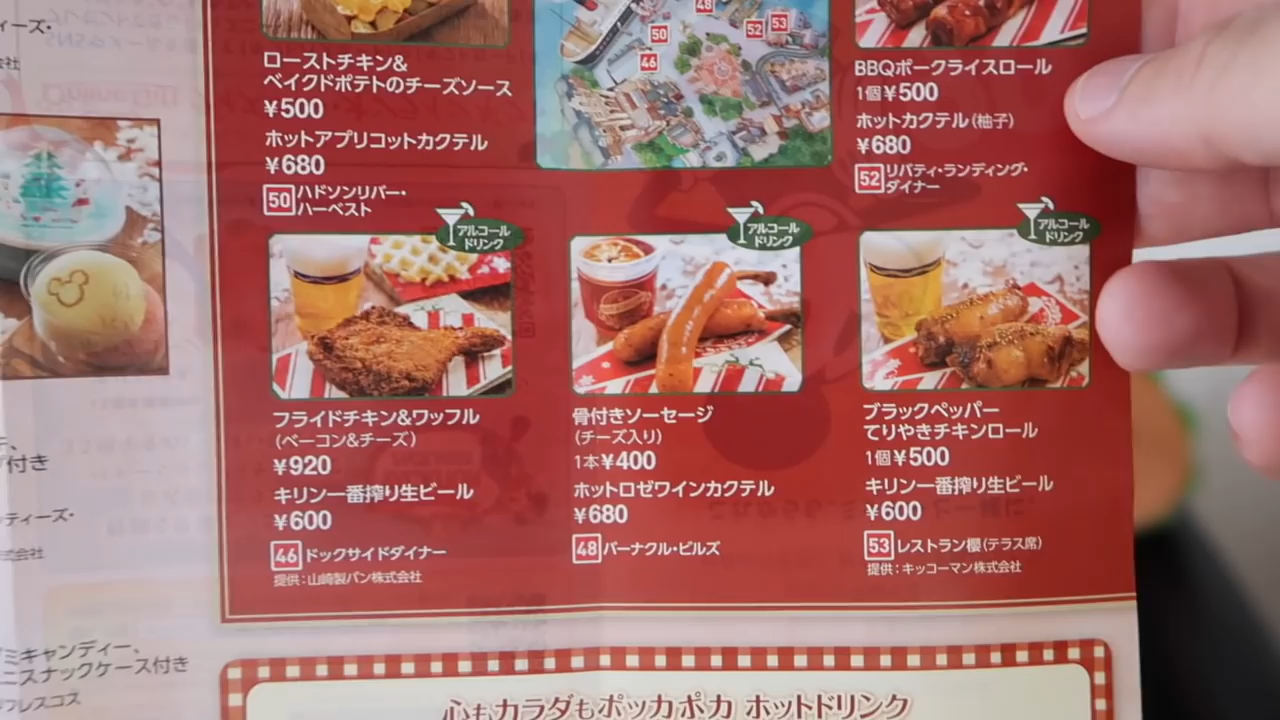 ローストチキン&
ベイクドポテトのチーズソース
¥500
ホットアプリコットカクテル
¥680
50 ハドソンリバー・
ハーベスト
48
50
52
53
46
BBQポークライスロール
1個¥500
ホットカクテル(柚子)
¥680
52 リバティ・ランディング・
ダイナー
アルコール
ドリンク
フライドチキン&ワッフル
(ベーコン&チーズ)
¥920
キリン一番搾り生ビール
¥600
46 ドックサイドダイナー
提供:山崎製パン株式会社
アルコール
ドリンク
骨付きソーセージ
(チーズ入り)
1本¥400
ホットロゼワインカクテル
¥680
48 バーナクル・ビルズ
アルコール
ドリンク
ブラックペッパー
てりやきチキンロール
1個¥500
キリン一番搾り生ビール
¥600
53 レストラン櫻(テラス席)
提供:キッコーマン株式会社
ィーズ・
会社
付き
ティーズ・
式会社
ミキャンディー、
ニスナックケース付き
フレスコス
心もカラダもポッカポカ ホットドリンク